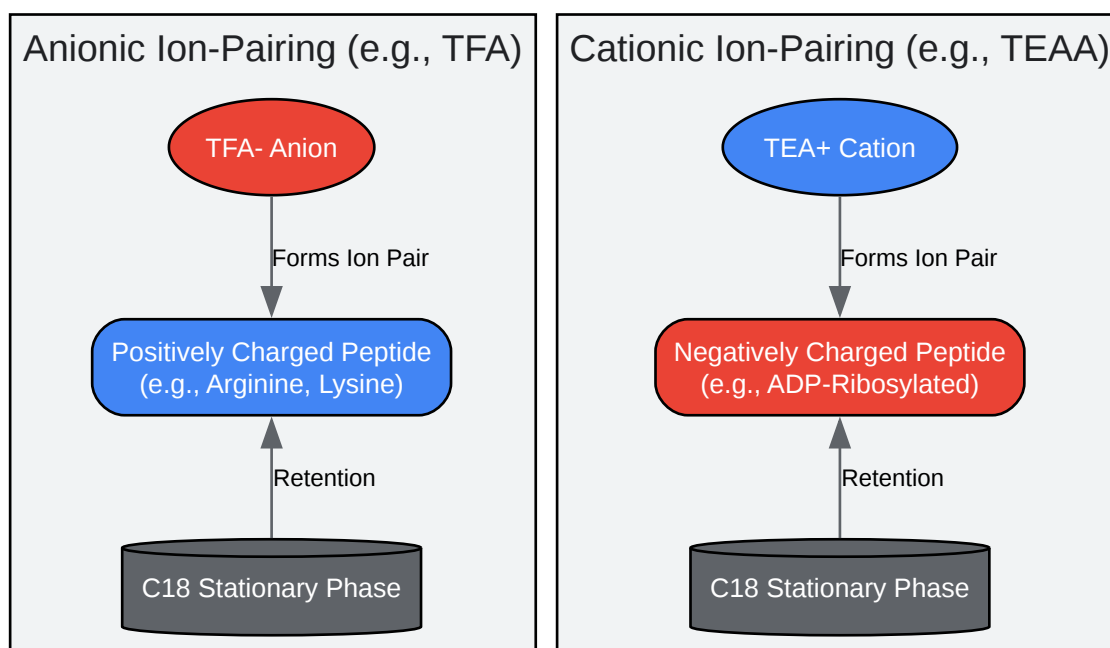 Anionic Ion-Pairing (e.g., TFA)
TFA- Anion
Forms Ion Pair
Positively Charged Peptide
(e.g., Arginine, Lysine)
Retention
C18 Stationary Phase
Cationic Ion-Pairing (e.g., TEAA)
TEA+ Cation
Forms Ion Pair
Negatively Charged Peptide
(e.g., ADP-Ribosylated)
Retention
C18 Stationary Phase